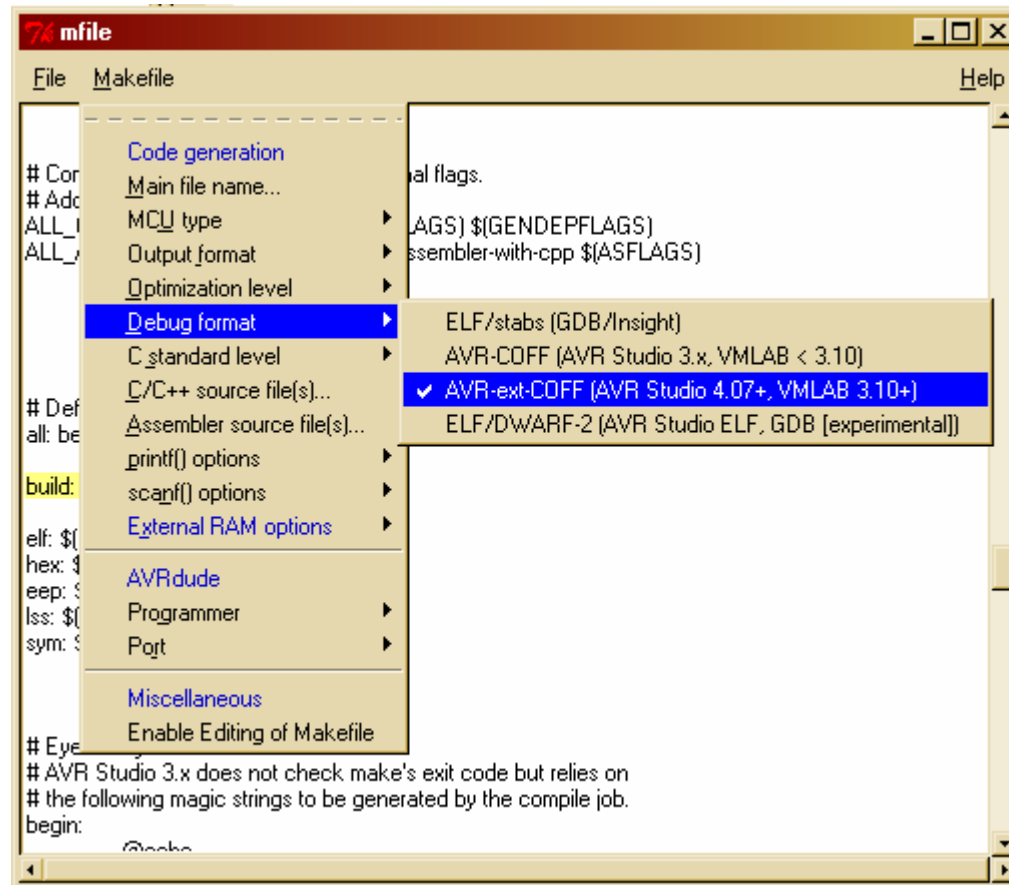 mfile
File Makefile Help
Code generation
Main file name...
MCU type
Output format
Optimization level
Debug format
C standard level
C/C++ source file(s)...
Assembler source file(s)...
printf() options
scanf() options
External RAM options
AVRdude
Programmer
Port
Miscellaneous
Enable Editing of Makefile
ELF/stabs (GDB/Insight)
AVR-COFF (AVR Studio 3.x, VMLAB < 3.10)
AVR-ext-COFF (AVR Studio 4.07+, VMLAB 3.10+)
ELF/DWARF-2 (AVR Studio ELF, GDB [experimental])
# Con al flags.
# Add
ALL_ LAGS) $(GENDEPFLAGS)
ALL_ ssembler-with-cpp $(ASFLAGS)
# Def
all: be
build:
elf: $(
hex: $
eep: $
lss: $(
sym: $
# Eye
# AVR Studio 3.x does not check make's exit code but relies on
# the following magic strings to be generated by the compile job.
begin:
@echo